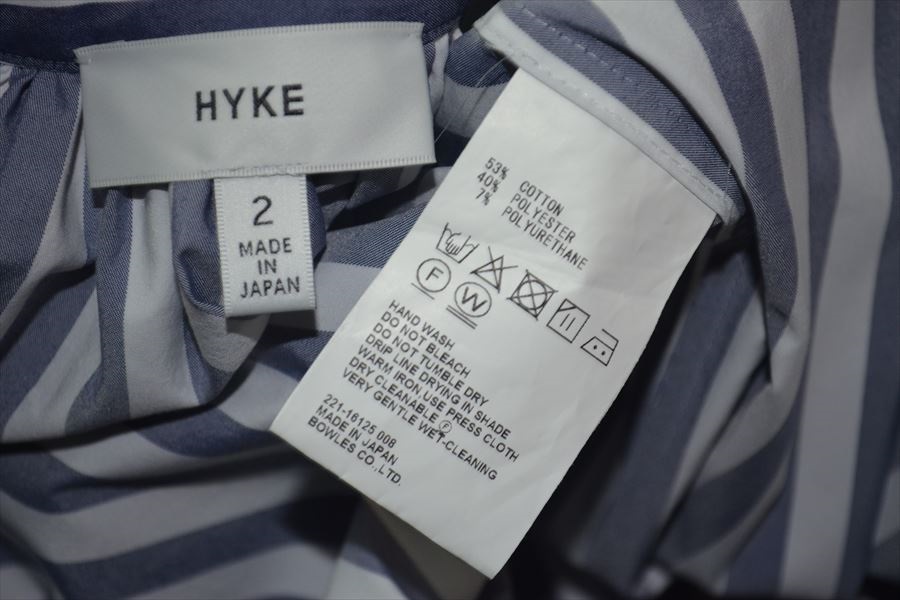 HYKE
2
MADE
IN
JAPAN
53% COTTON
40% POLYESTER
7% POLYURETHANE
F W
HAND WASH
DO NOT BLEACH
DO NOT TUMBLE DRY
DRIP LINE DRYING IN SHADE
WARM IRON,USE PRESS CLOTH
DRY CLEANABLE Ⓟ
VERY GENTLE WET-CLEANING
221-16125 008
MADE IN JAPAN
BOWLES CO.,LTD.